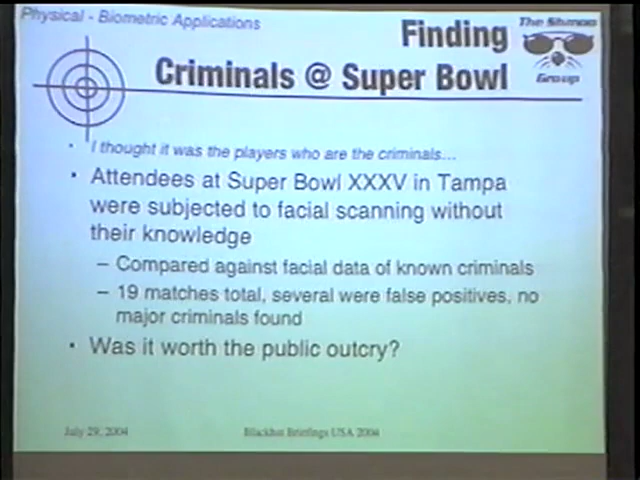 Physical - Biometric Applications
Finding
The Shmoo
Criminals @ Super Bowl
Group
• I thought it was the players who are the criminals...
• Attendees at Super Bowl XXXV in Tampa
were subjected to facial scanning without
their knowledge
– Compared against facial data of known criminals
– 19 matches total, several were false positives, no
major criminals found
• Was it worth the public outcry?
July 29, 2004
Blackhat Briefings USA 2004